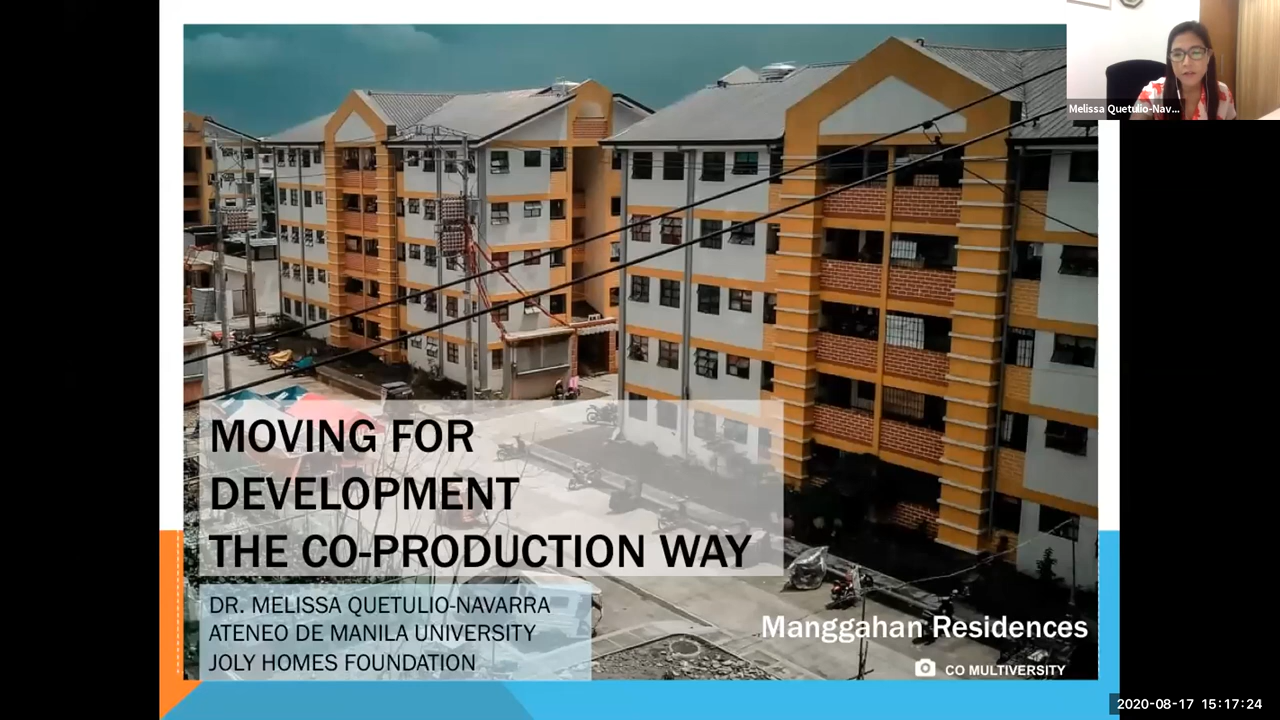 Melissa Quetulio-Nav...
MOVING FOR
DEVELOPMENT
THE CO-PRODUCTION WAY
DR. MELISSA QUETULIO-NAVARRA
ATENEO DE MANILA UNIVERSITY
JOLY HOMES FOUNDATION
Manggahan Residences
CO MULTIVERSITY
2020-08-17 15:17:24